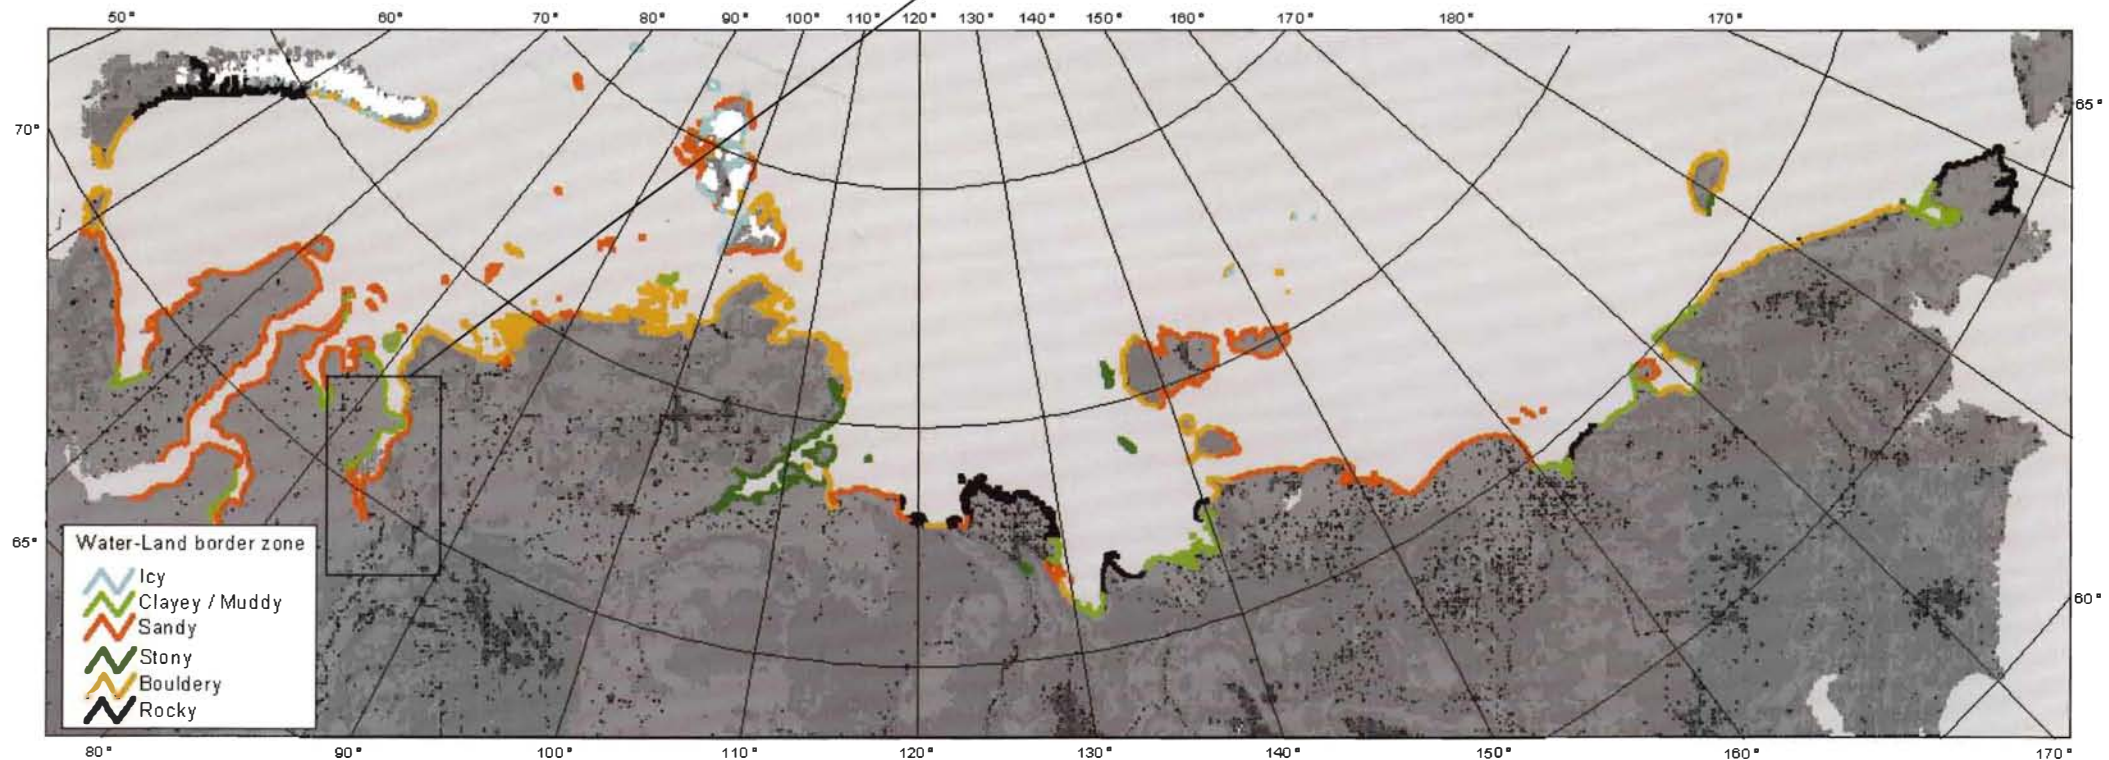 50° 60° 70° 80° 90° 100° 110° 120° 130° 140° 150° 160° 170° 180° 170°
70°
65°
65°
60°
Water-Land border zone
Icy
Clayey / Muddy
Sandy
Stony
Bouldery
Rocky
80° 90° 100° 110° 120° 130° 140° 150° 160° 170°